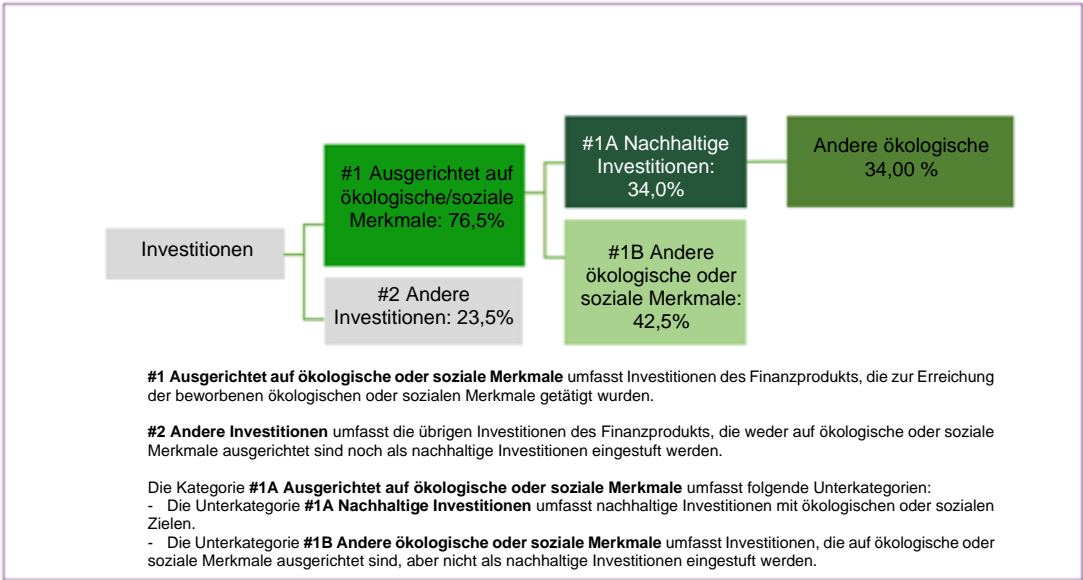 Investitionen
#1 Ausgerichtet auf
ökologische/soziale
Merkmale: 76,5%
#2 Andere
Investitionen: 23,5%
#1A Nachhaltige
Investitionen:
34,0%
#1B Andere
ökologische oder
soziale Merkmale:
42,5%
Andere ökologische
34,00 %
#1 Ausgerichtet auf ökologische oder soziale Merkmale umfasst Investitionen des Finanzprodukts, die zur Erreichung
der beworbenen ökologischen oder sozialen Merkmale getätigt wurden.
#2 Andere Investitionen umfasst die übrigen Investitionen des Finanzprodukts, die weder auf ökologische oder soziale
Merkmale ausgerichtet sind noch als nachhaltige Investitionen eingestuft werden.
Die Kategorie #1A Ausgerichtet auf ökologische oder soziale Merkmale umfasst folgende Unterkategorien:
- Die Unterkategorie #1A Nachhaltige Investitionen umfasst nachhaltige Investitionen mit ökologischen oder sozialen
Zielen.
- Die Unterkategorie #1B Andere ökologische oder soziale Merkmale umfasst Investitionen, die auf ökologische oder
soziale Merkmale ausgerichtet sind, aber nicht als nachhaltige Investitionen eingestuft werden.